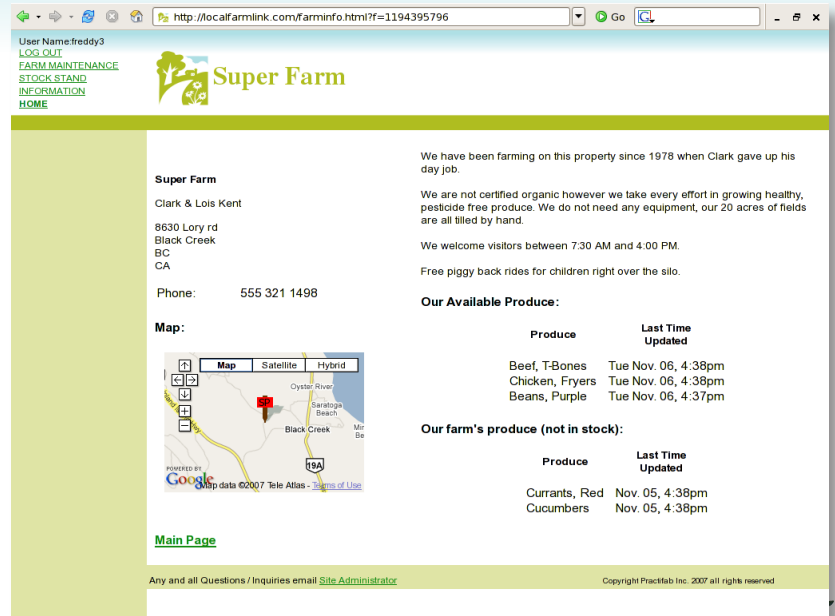 http://localfarmlink.com/farminfo.html?f=1194395796
Go
User Name:freddy3
LOG OUT
FARM MAINTENANCE
STOCK STAND
INFORMATION
HOME
Super Farm
Super Farm
Clark & Lois Kent
8630 Lory rd
Black Creek
BC
CA
Phone: 555 321 1498
Map:
Map Satellite Hybrid
Oyster River
Saratoga
Beach
Black Creek
19A
POWERED BY
Google
Map data ©2007 Tele Atlas - Terms of Use
Main Page
We have been farming on this property since 1978 when Clark gave up his
day job.
We are not certified organic however we take every effort in growing healthy,
pesticide free produce. We do not need any equipment, our 20 acres of fields
are all tilled by hand.
We welcome visitors between 7:30 AM and 4:00 PM.
Free piggy back rides for children right over the silo.
Our Available Produce:
Produce Last Time
Updated
Beef, T-Bones Tue Nov. 06, 4:38pm
Chicken, Fryers Tue Nov. 06, 4:38pm
Beans, Purple Tue Nov. 06, 4:37pm
Our farm's produce (not in stock):
Produce Last Time
Updated
Currants, Red Nov. 05, 4:38pm
Cucumbers Nov. 05, 4:38pm
Any and all Questions / Inquiries email Site Administrator
Copyright Practifab Inc. 2007 all rights reserved